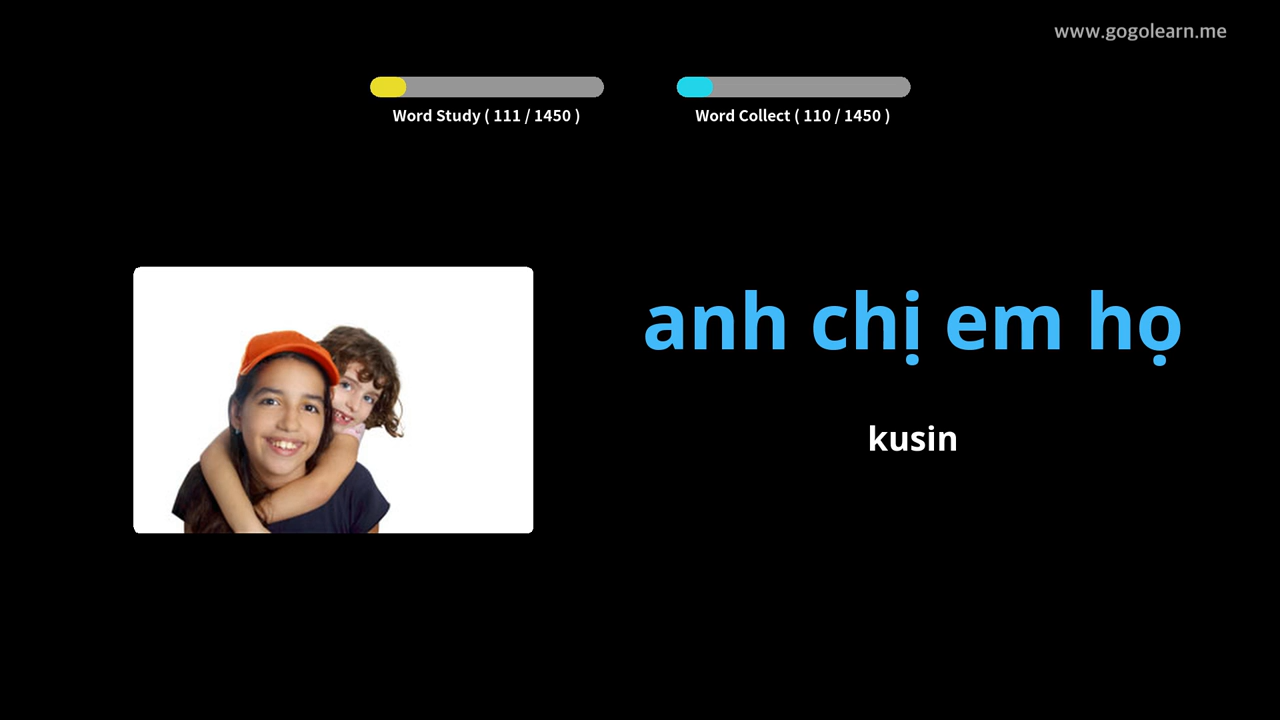 www.gogolearn.me
Word Study ( 111 / 1450 )
Word Collect ( 110 / 1450 )
anh chị em họ
kusin